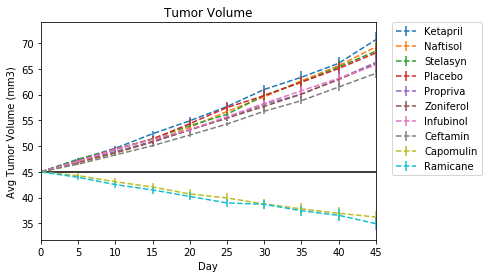 Tumor Volume
Avg Tumor Volume (mm3)
70
65
60
55
50
45
40
35
0 5 10 15 20 25 30 35 40 45
Day
Ketapril
Naftisol
Stelasyn
Placebo
Propriva
Zoniferol
Infubinol
Ceftamin
Capomulin
Ramicane